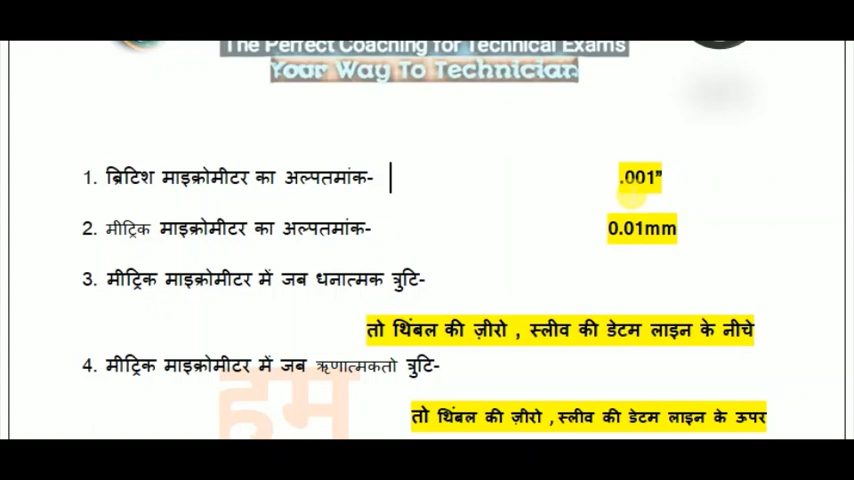 The Perfect Coaching for Technical Exams
Your Way To Technician
1. ब्रिटिश माइक्रोमीटर का अल्पतमांक- .001"
2. मीट्रिक माइक्रोमीटर का अल्पतमांक- 0.01mm
3. मीट्रिक माइक्रोमीटर में जब धनात्मक त्रुटि-
तो थिंबल की ज़ीरो , स्लीव की डेटम लाइन के नीचे
4. मीट्रिक माइक्रोमीटर में जब ऋणात्मकतो त्रुटि-
हम
तो थिंबल की ज़ीरो ,स्लीव की डेटम लाइन के ऊपर